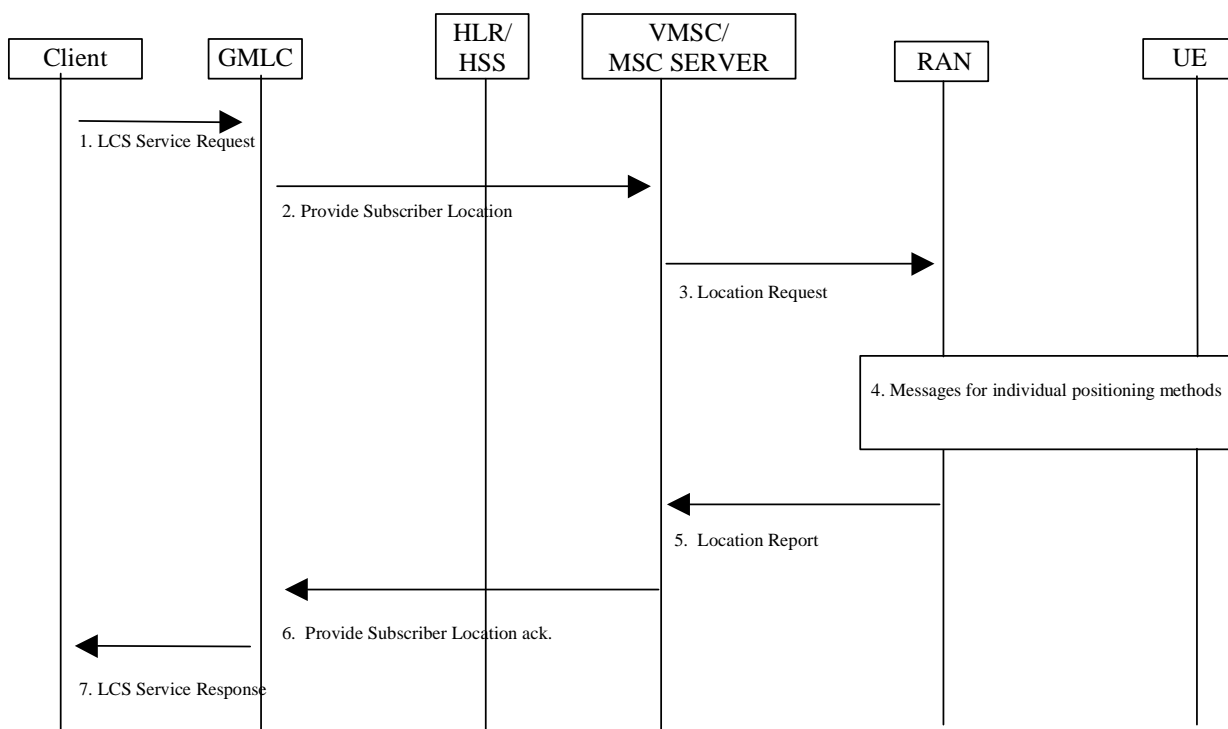 Client
GMLC
HLR/
HSS
VMSC/
MSC SERVER
RAN
UE
1. LCS Service Request
2. Provide Subscriber Location
3. Location Request
4. Messages for individual positioning methods
5. Location Report
6. Provide Subscriber Location ack.
7. LCS Service Response